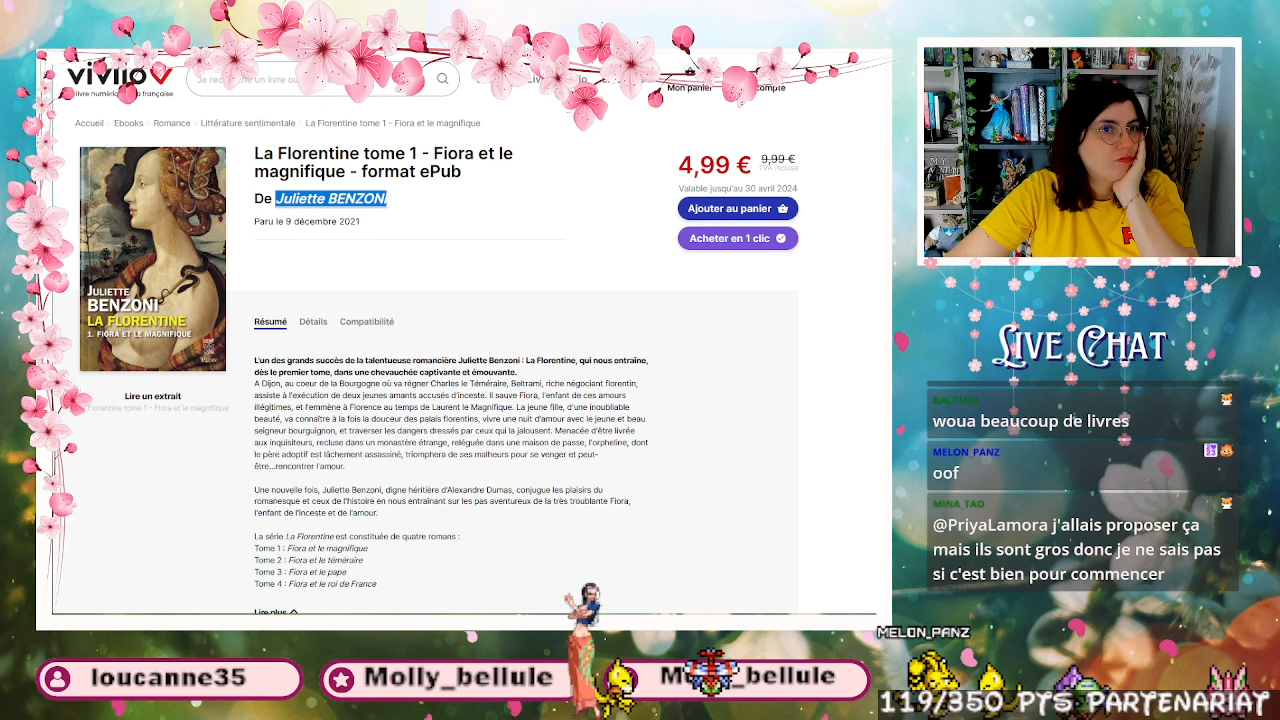 vivlio
Le livre numérique à la française
Mon panier
Accueil > Ebooks > Romance > Littérature sentimentale > La Florentine tome 1 - Fiora et le magnifique
La Florentine tome 1 - Fiora et le
magnifique - format ePub
De Juliette BENZONI
Paru le 9 décembre 2021
4,99 € 9,99 €
TVA incluse
Valable jusqu'au 30 avril 2024
Ajouter au panier
Acheter en 1 clic
JULIETTE
BENZONI
LA FLORENTINE
1. FIORA ET LE MAGNIFIQUE
PLON
Lire un extrait
Florentine tome 1 - Fiora et le magnifique
Résumé Détails Compatibilité
L'un des grands succès de la talentueuse romancière Juliette Benzoni : La Florentine, qui nous entraîne,
dès le premier tome, dans une chevauchée captivante et émouvante.
A Dijon, au coeur de la Bourgogne où va régner Charles le Téméraire, Beltrami, riche négociant florentin,
assiste à l'exécution de deux jeunes amants accusés d'inceste. Il sauve Fiora, l'enfant de ces amours
illégitimes, et l'emmène à Florence au temps de Laurent le Magnifique. La jeune fille, d'une inoubliable
beauté, va connaître à la fois la douceur des palais florentins, vivre une nuit d'amour avec le jeune et beau
seigneur bourguignon, et traverser les dangers dressés par ceux qui la jalousent. Menacée d'être livrée
aux inquisiteurs, recluse dans un monastère étrange, reléguée dans une maison de passe, l'orpheline, dont
le père adoptif est lâchement assassiné, triomphera de ses malheurs pour se venger et peut-
être...rencontrer l'amour.
Une nouvelle fois, Juliette Benzoni, digne héritière d'Alexandre Dumas, conjugue les plaisirs du
romanesque et ceux de l'histoire en nous entraînant sur les pas aventureux de la très troublante Fiora,
l'enfant de l'inceste et de l'amour.
La série La Florentine est constituée de quatre romans :
Tome 1 : Fiora et le magnifique
Tome 2 : Fiora et le téméraire
Tome 3 : Fiora et le pape
Tome 4 : Fiora et le roi de France
Lire plus
LIVE CHAT
woua beaucoup de livres
MELON_PANZ
oof
MINA_TAO
@PriyaLamora j'allais proposer ça
mais ils sont gros donc je ne sais pas
si c'est bien pour commencer
MELON_PANZ
loucanne35
Molly_bellule
119/350 PTS PARTENARIAT